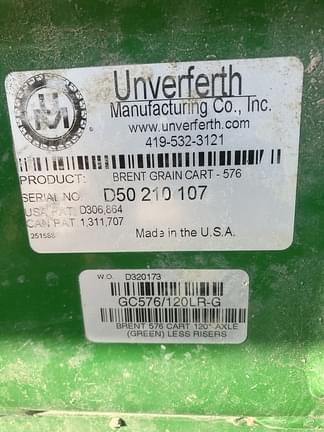 UM
Unverferth
Manufacturing Co., Inc.
www.unverferth.com
419-532-3121
PRODUCT: BRENT GRAIN CART - 576
SERIAL NO. D50 210 107
USA PAT. D306,864
CAN PAT 1,311,707
251588 Made in the U.S.A.
W.O. D320173
GC576/120LR-G
BRENT 576 CART 120" AXLE
(GREEN) LESS RISERS